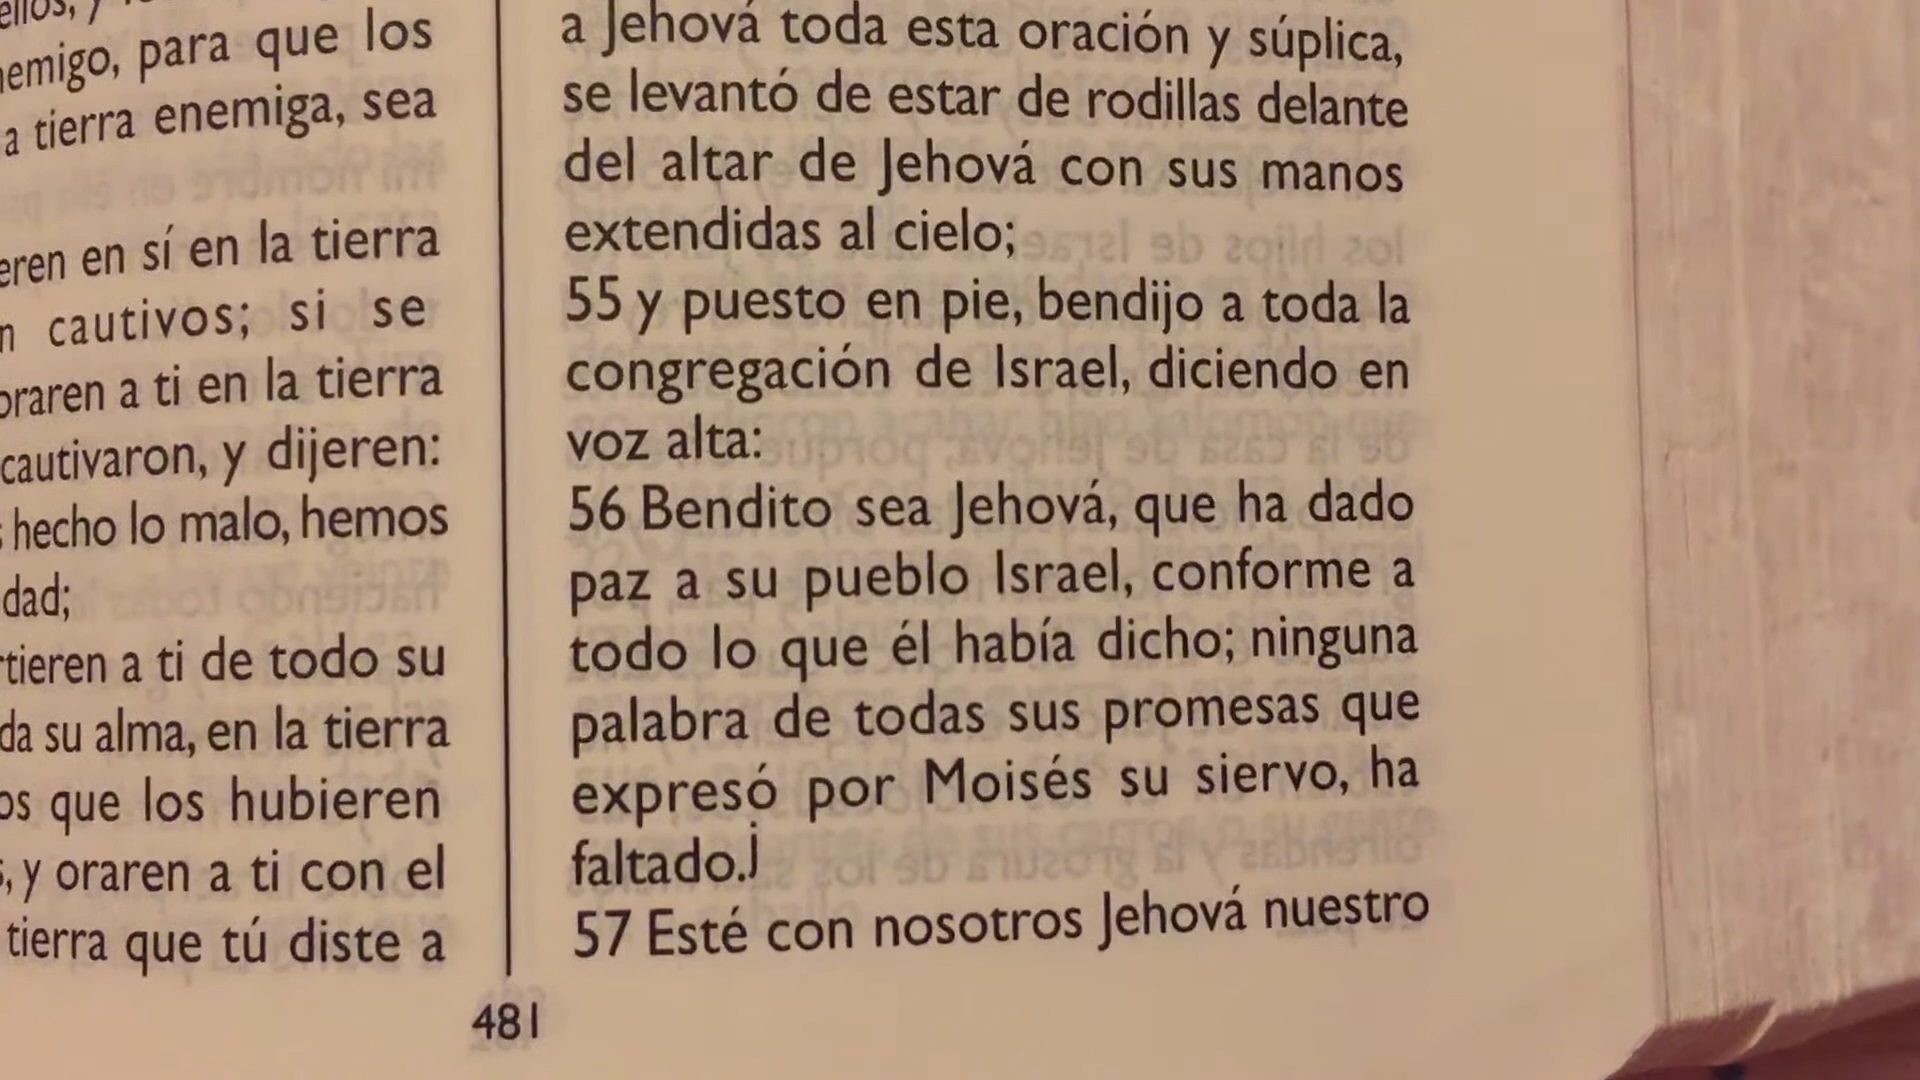 ellos, y
nemigo, para que los
a tierra enemiga, sea
eren en sí en la tierra
n cautivos; si se
oraren a ti en la tierra
cautivaron, y dijeren:
hecho lo malo, hemos
dad;
rtieren a ti de todo su
da su alma, en la tierra
os que los hubieren
, y oraren a ti con el
tierra que tú diste a
a Jehová toda esta oración y súplica,
se levantó de estar de rodillas delante
del altar de Jehová con sus manos
extendidas al cielo;
55 y puesto en pie, bendijo a toda la
congregación de Israel, diciendo en
voz alta:
56 Bendito sea Jehová, que ha dado
paz a su pueblo Israel, conforme a
todo lo que él había dicho; ninguna
palabra de todas sus promesas que
expresó por Moisés su siervo, ha
faltado.j
57 Esté con nosotros Jehová nuestro
481